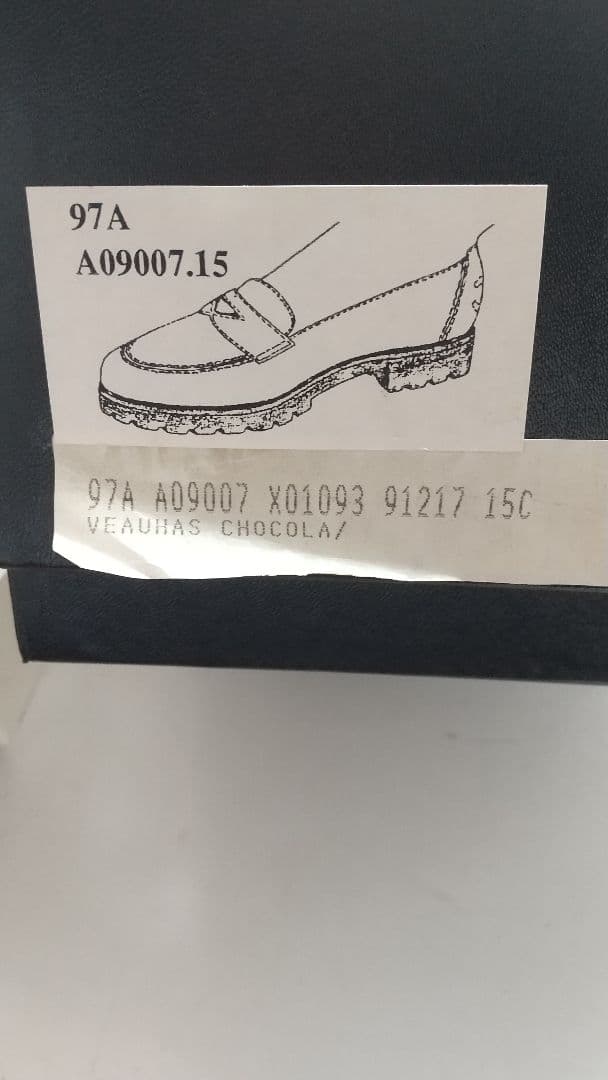 97A
A09007.15
97A A09007 X01093 91217 15C
VEAUHAS CHOCOLA/